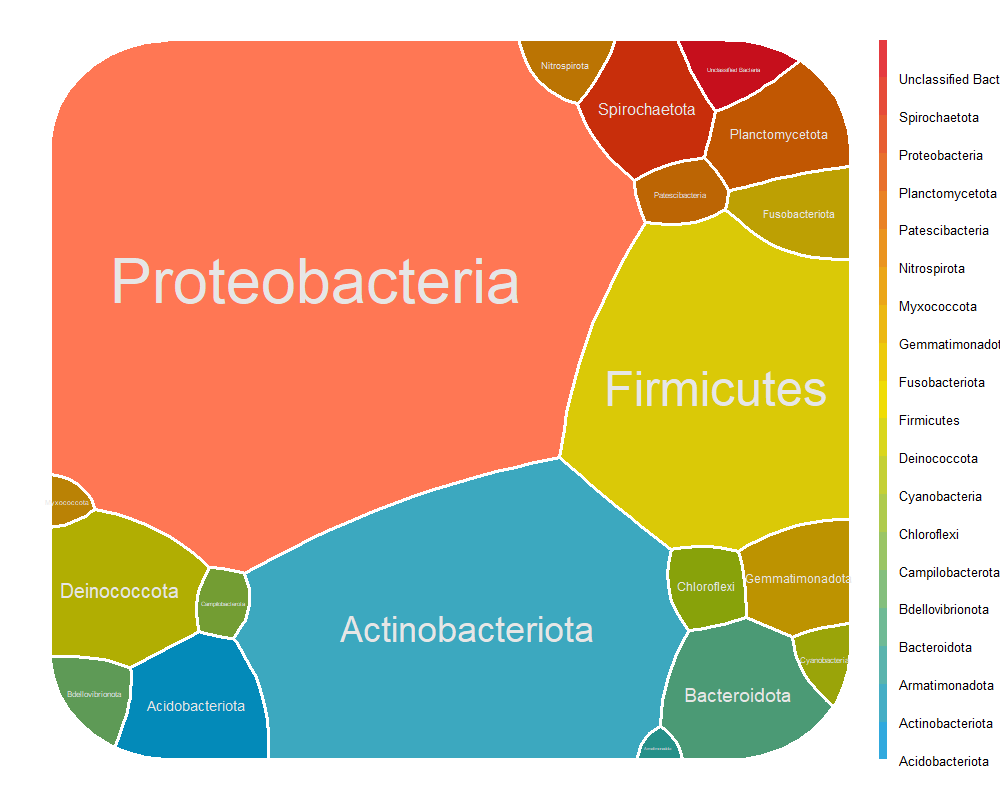 Nitrospirota
Unclassified Bacteria
Spirochaetota
Planctomycetota
Patescibacteria
Fusobacteriota
Proteobacteria
Firmicutes
yxococcota
Deinococcota
Campilobacterota
Chloroflexi
Gemmatimonadota
Actinobacteriota
Cyanobacteria
Bdellovibrionota
Acidobacteriota
Bacteroidota
Armatimonadota
Unclassified Bact
Spirochaetota
Proteobacteria
Planctomycetota
Patescibacteria
Nitrospirota
Myxococcota
Gemmatimonadot
Fusobacteriota
Firmicutes
Deinococcota
Cyanobacteria
Chloroflexi
Campilobacterota
Bdellovibrionota
Bacteroidota
Armatimonadota
Actinobacteriota
Acidobacteriota